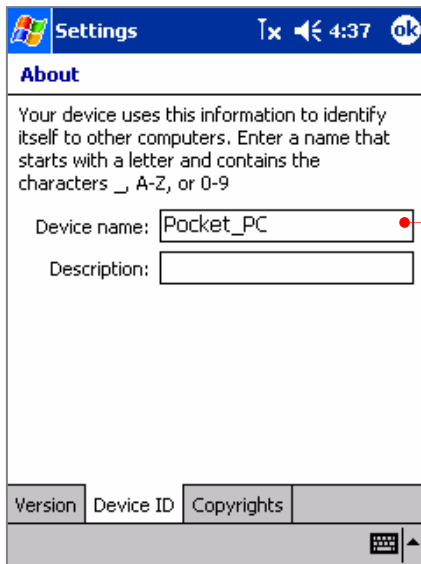 Settings 4:37 ok
About
Your device uses this information to identify
itself to other computers. Enter a name that
starts with a letter and contains the
characters _, A-Z, or 0-9
Device name: Pocket_PC
Description:
Version Device ID Copyrights